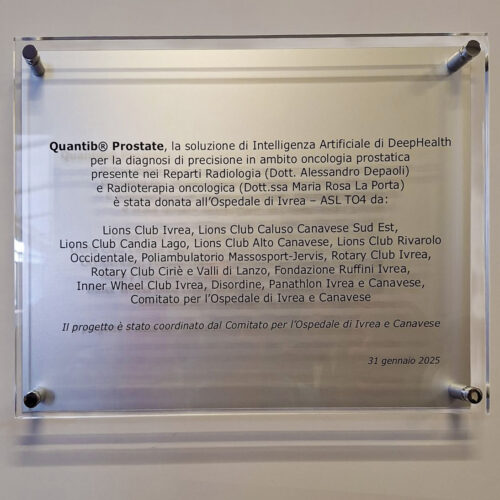 Quantib® Prostate, la soluzione di Intelligenza Artificiale di DeepHealth
per la diagnosi di precisione in ambito oncologia prostatica
presente nei Reparti Radiologia (Dott. Alessandro Depaoli)
e Radioterapia oncologica (Dott.ssa Maria Rosa La Porta)
è stata donata all'Ospedale di Ivrea – ASL TO4 da:
Lions Club Ivrea, Lions Club Caluso Canavese Sud Est,
Lions Club Candia Lago, Lions Club Alto Canavese, Lions Club Rivarolo
Occidentale, Poliambulatorio Massosport-Jervis, Rotary Club Ivrea,
Rotary Club Ciriè e Valli di Lanzo, Fondazione Ruffini Ivrea,
Inner Wheel Club Ivrea, Disordine, Panathlon Ivrea e Canavese,
Comitato per l'Ospedale di Ivrea e Canavese
Il progetto è stato coordinato dal Comitato per l'Ospedale di Ivrea e Canavese
31 gennaio 2025